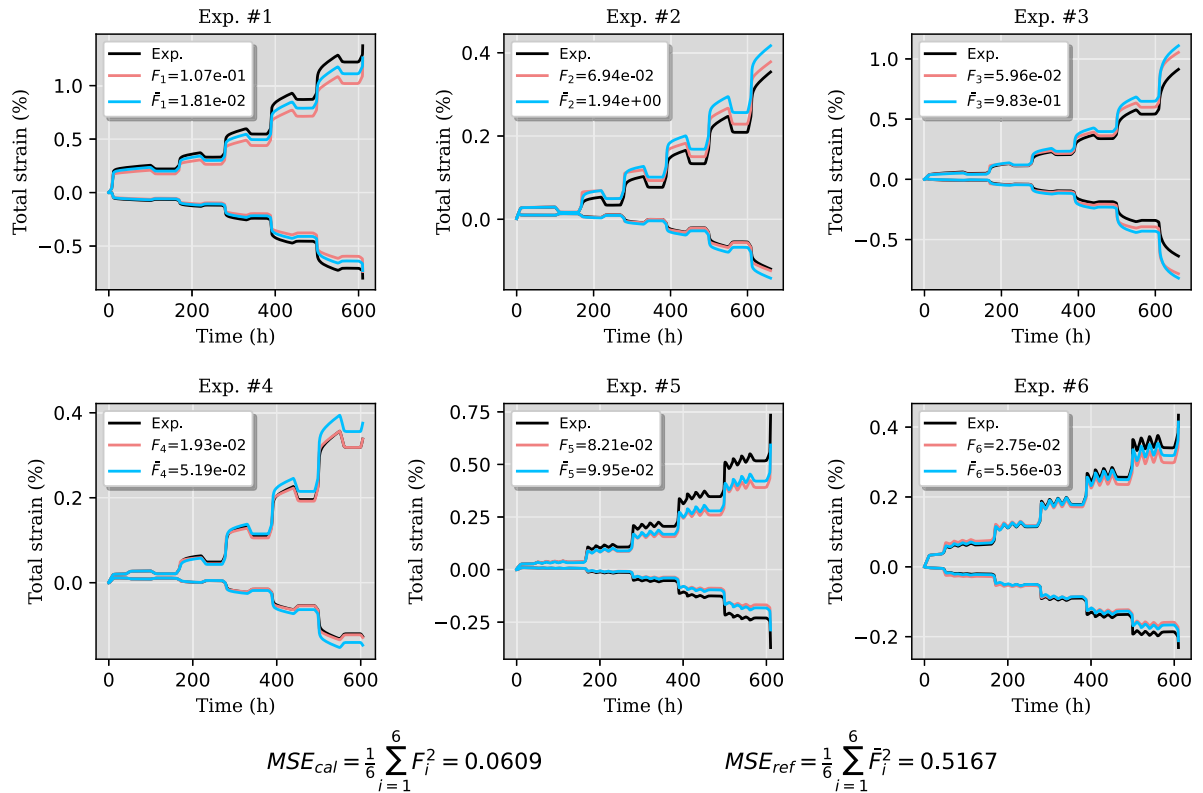 Exp. #1
Exp.
F₁=1.07e-01
F̄₁=1.81e-02
Total strain (%)
1.0
0.5
0.0
−0.5
0
200
400
600
Time (h)
Exp. #2
Exp.
F₂=6.94e-02
F̄₂=1.94e+00
Total strain (%)
0.4
0.2
0.0
0
200
400
600
Time (h)
Exp. #3
Exp.
F₃=5.96e-02
F̄₃=9.83e-01
Total strain (%)
1.0
0.5
0.0
−0.5
0
200
400
600
Time (h)
Exp. #4
Exp.
F₄=1.93e-02
F̄₄=5.19e-02
Total strain (%)
0.4
0.2
0.0
0
200
400
600
Time (h)
Exp. #5
Exp.
F₅=8.21e-02
F̄₅=9.95e-02
Total strain (%)
0.75
0.50
0.25
0.00
−0.25
0
200
400
600
Time (h)
Exp. #6
Exp.
F₆=2.75e-02
F̄₆=5.56e-03
Total strain (%)
0.4
0.2
0.0
−0.2
0
200
400
600
Time (h)
MSE_cal = 1/6 ∑_{i=1}^{6} F_i² = 0.0609
MSE_ref = 1/6 ∑_{i=1}^{6} F̄_i² = 0.5167